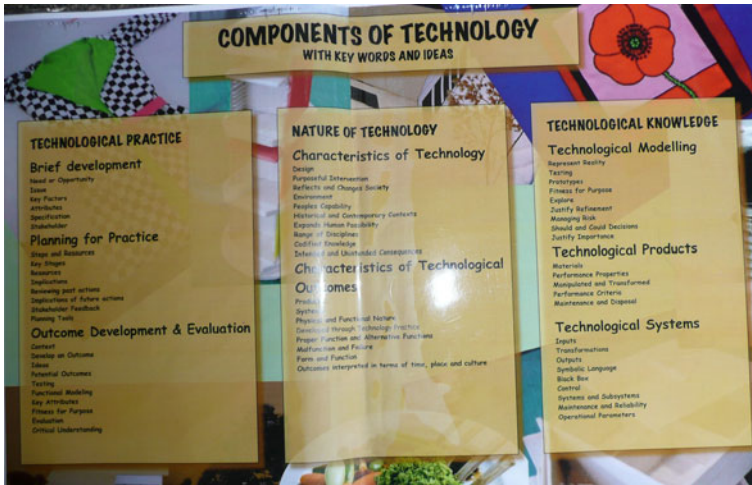 COMPONENTS OF TECHNOLOGY
WITH KEY WORDS AND IDEAS
TECHNOLOGICAL PRACTICE
Brief development
Need or Opportunity
Issue
Key Factors
Attributes
Specification
Stakeholder
Planning for Practice
Steps and Resources
Key Stages
Resources
Implications
Reviewing past actions
Implications of future actions
Stakeholder Feedback
Planning Tools
Outcome Development & Evaluation
Context
Develop an Outcome
Ideas
Potential Outcomes
Testing
Functional Modeling
Key Attributes
Fitness for Purpose
Evaluation
Critical Understanding
NATURE OF TECHNOLOGY
Characteristics of Technology
Design
Purposeful Intervention
Reflects and Changes Society
Environment
Peoples Capability
Historical and Contemporary Contexts
Expands Human Possibility
Range of Disciplines
Codified Knowledge
Intended and Unintended Consequences
Characteristics of Technological
Outcomes
Physical and Functional Nature
Developed through Technology Practice
Proper Function and Alternative Functions
Malfunction and Failure
Form and Function
Outcomes interpreted in terms of time, place and culture
TECHNOLOGICAL KNOWLEDGE
Technological Modelling
Represent Reality
Testing
Prototypes
Fitness for Purpose
Explore
Justify Refinement
Managing Risk
Should and Could Decisions
Justify Importance
Technological Products
Materials
Performance Properties
Manipulated and Transformed
Performance Criteria
Maintenance and Disposal
Technological Systems
Inputs
Transformations
Outputs
Symbolic Language
Black Box
Control
Systems and Subsystems
Maintenance and Reliability
Operational Parameters